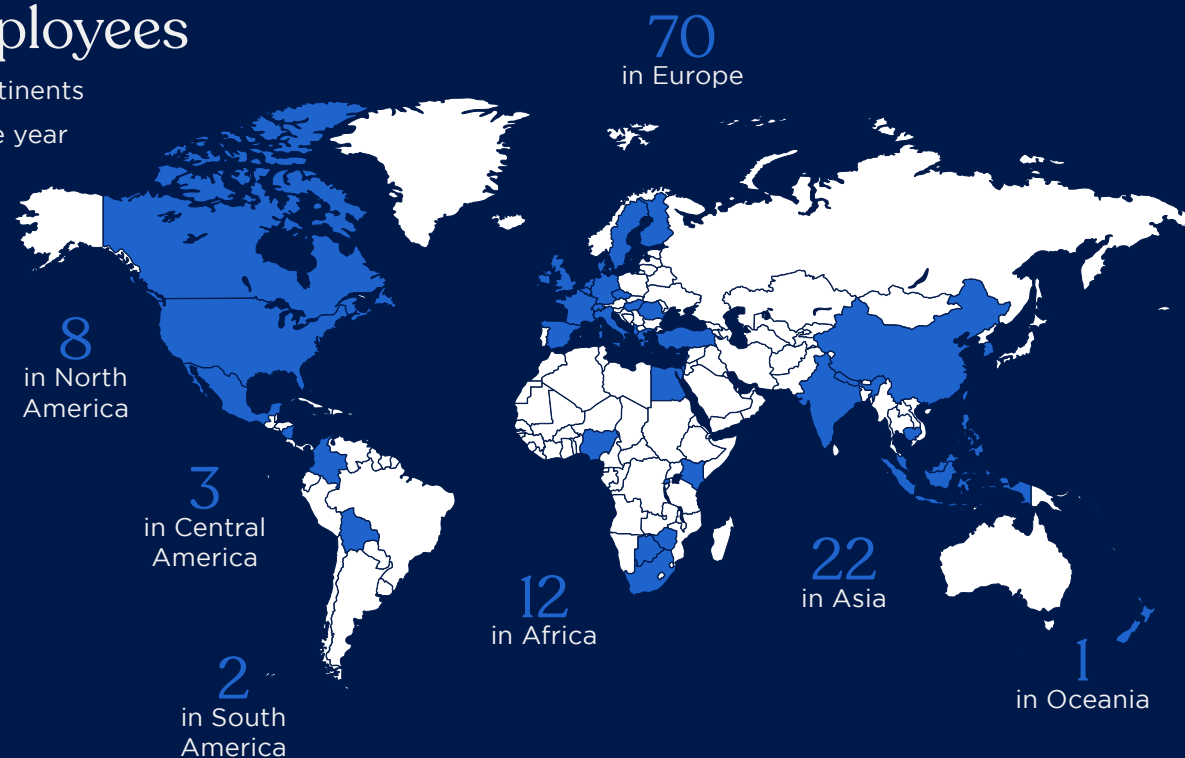 ployees
tinents
e year
70
in Europe
8
in North
America
3
in Central
America
22
in Asia
12
in Africa
1
in Oceania
2
in South
America